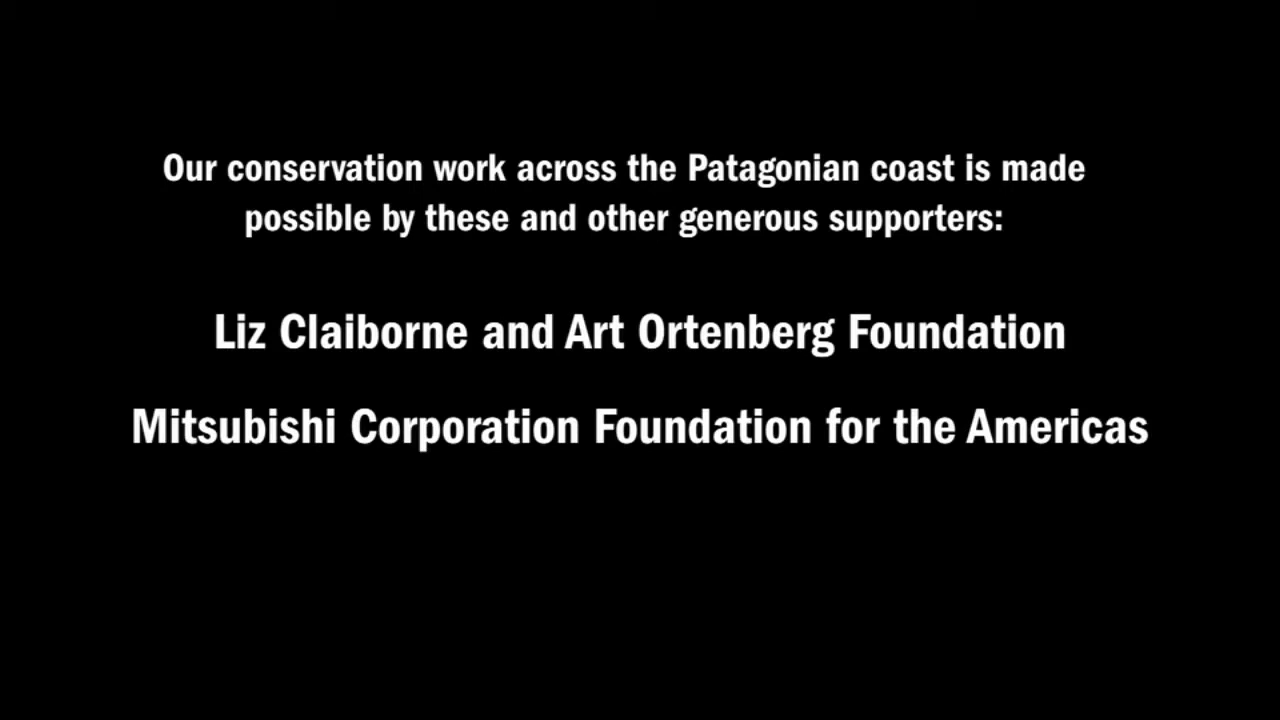 Our conservation work across the Patagonian coast is made
possible by these and other generous supporters:
Liz Claiborne and Art Ortenberg Foundation
Mitsubishi Corporation Foundation for the Americas